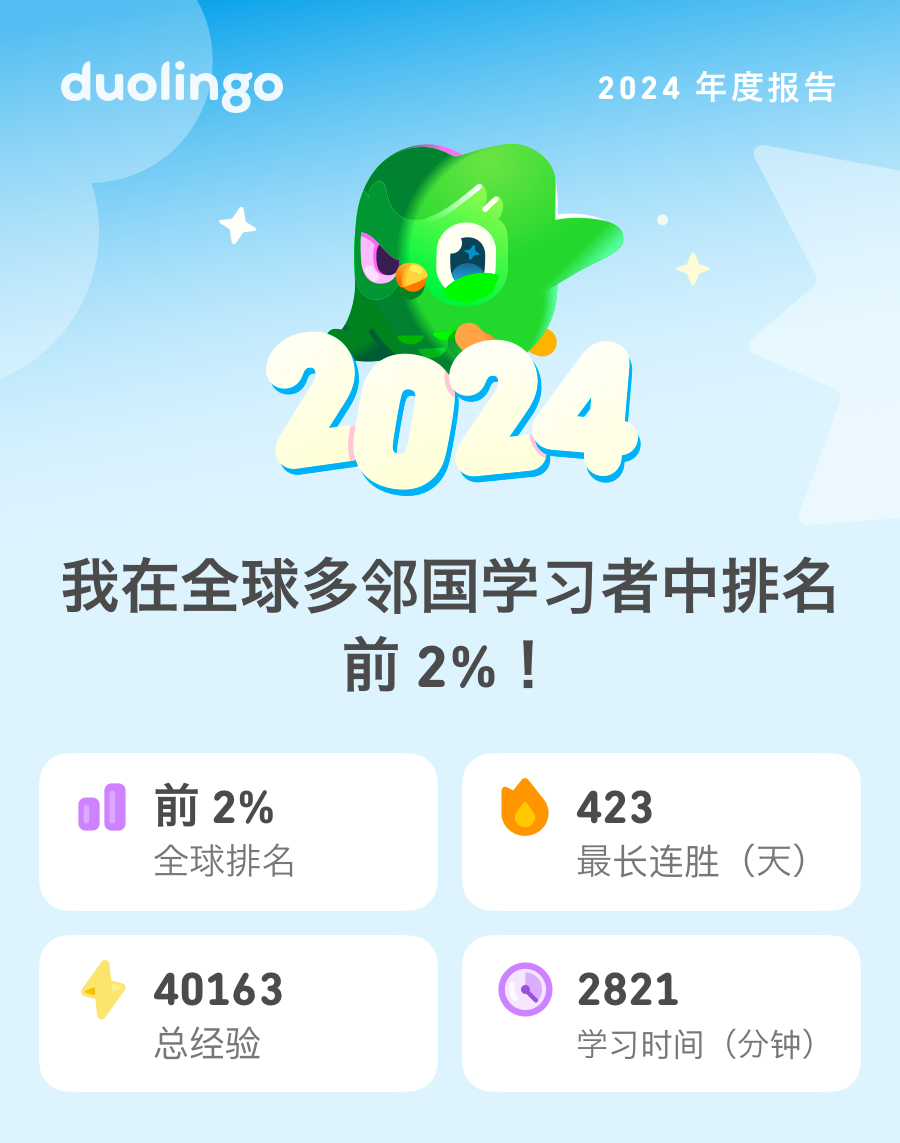 duolingo
2024 年度报告
2024
我在全球多邻国学习者中排名
前 2%！
前 2%
全球排名
423
最长连胜（天）
40163
总经验
2821
学习时间（分钟）